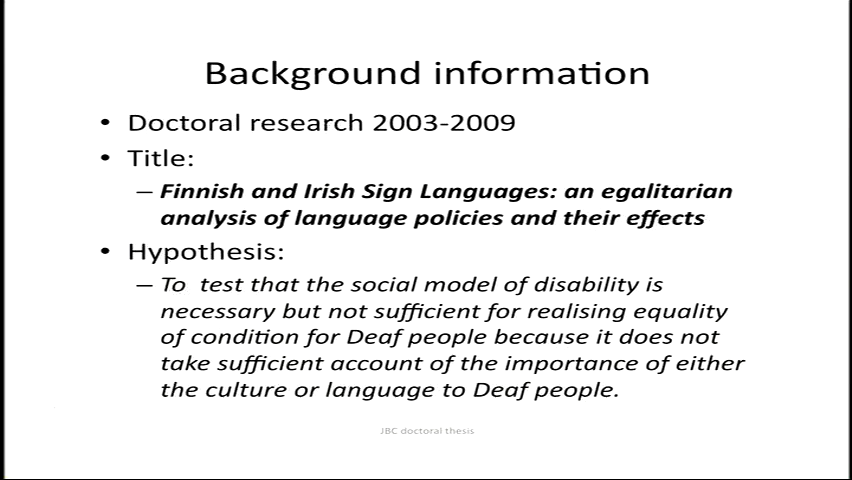 Background information
• Doctoral research 2003-2009
• Title:
– Finnish and Irish Sign Languages: an egalitarian
analysis of language policies and their effects
• Hypothesis:
– To  test that the social model of disability is
necessary but not sufficient for realising equality
of condition for Deaf people because it does not
take sufficient account of the importance of either
the culture or language to Deaf people.
JBC doctoral thesis